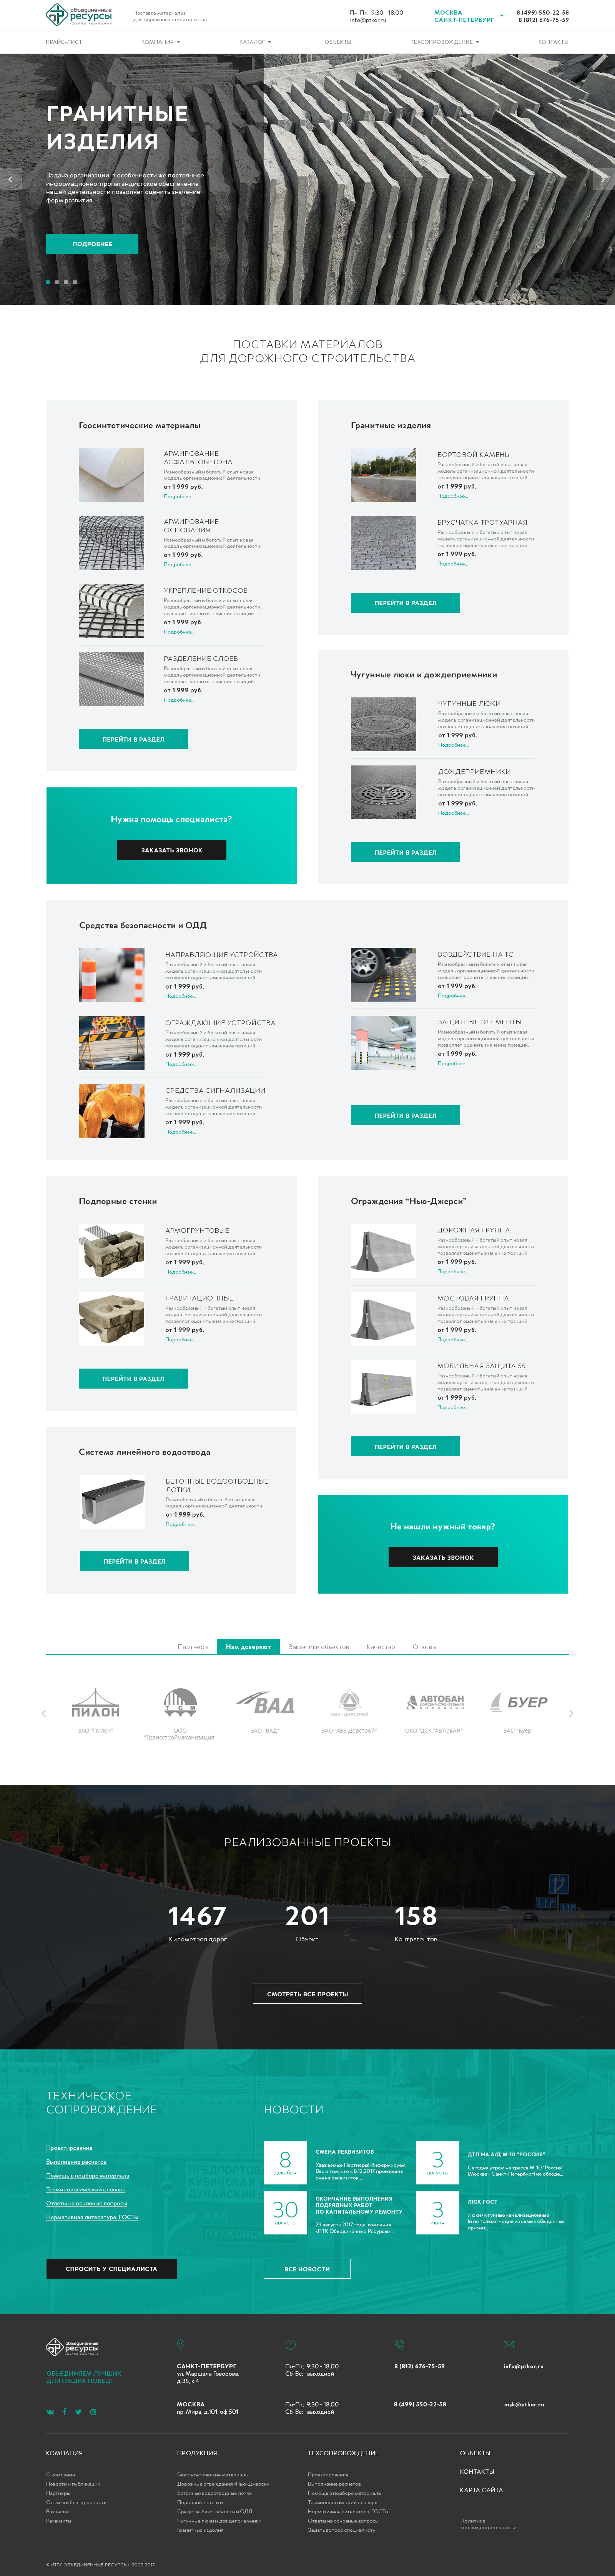 объединенные
ресурсы
группа компаний
Поставка материалов
для дорожного строительства
Пн-Пт: 9:30 - 18:00
info@ptkor.ru
МОСКВА
САНКТ-ПЕТЕРБУРГ
8 (499) 550-22-58
8 (812) 676-75-59
ПРАЙС-ЛИСТ
КОМПАНИЯ
КАТАЛОГ
ОБЪЕКТЫ
ТЕХСОПРОВОЖДЕНИЕ
КОНТАКТЫ
ГРАНИТНЫЕ
ИЗДЕЛИЯ
Задача организации, в особенности же постоянное
информационно-пропагандистское обеспечение
нашей деятельности позволяет оценить значение
форм развития.
ПОДРОБНЕЕ
ПОСТАВКИ МАТЕРИАЛОВ
ДЛЯ ДОРОЖНОГО СТРОИТЕЛЬСТВА
Геосинтетические материалы
АРМИРОВАНИЕ
АСФАЛЬТОБЕТОНА
Разнообразный и богатый опыт новая
модель организационной деятельности
от 1 999 руб.
Подробнее...
АРМИРОВАНИЕ
ОСНОВАНИЯ
Разнообразный и богатый опыт новая
модель организационной деятельности
от 1 999 руб.
Подробнее...
УКРЕПЛЕНИЕ ОТКОСОВ
Разнообразный и богатый опыт новая
модель организационной деятельности
позволяет оценить значение позиций.
от 1 999 руб.
Подробнее...
РАЗДЕЛЕНИЕ СЛОЕВ
Разнообразный и богатый опыт новая
модель организационной деятельности
позволяет оценить значение позиций.
от 1 999 руб.
Подробнее...
ПЕРЕЙТИ В РАЗДЕЛ
Гранитные изделия
БОРТОВОЙ КАМЕНЬ
Разнообразный и богатый опыт новая
модель организационной деятельности
позволяет оценить значение позиций.
от 1 999 руб.
Подробнее...
БРУСЧАТКА ТРОТУАРНАЯ
Разнообразный и богатый опыт новая
модель организационной деятельности
позволяет оценить значение позиций.
от 1 999 руб.
Подробнее...
ПЕРЕЙТИ В РАЗДЕЛ
Чугунные люки и дождеприемники
ЧУГУННЫЕ ЛЮКИ
Разнообразный и богатый опыт новая
модель организационной деятельности
позволяет оценить значение позиций.
от 1 999 руб.
Подробнее...
ДОЖДЕПРИЕМНИКИ
Разнообразный и богатый опыт новая
модель организационной деятельности
позволяет оценить значение позиций.
от 1 999 руб.
Подробнее...
ПЕРЕЙТИ В РАЗДЕЛ
Нужна помощь специалиста?
ЗАКАЗАТЬ ЗВОНОК
Средства безопасности и ОДД
НАПРАВЛЯЮЩИЕ УСТРОЙСТВА
Разнообразный и богатый опыт новая
модель организационной деятельности
позволяет оценить значение позиций.
от 1 999 руб.
Подробнее...
ОГРАЖДАЮЩИЕ УСТРОЙСТВА
Разнообразный и богатый опыт новая
модель организационной деятельности
позволяет оценить значение позиций.
от 1 999 руб.
Подробнее...
СРЕДСТВА СИГНАЛИЗАЦИИ
Разнообразный и богатый опыт новая
модель организационной деятельности
позволяет оценить значение позиций.
от 1 999 руб.
Подробнее...
ВОЗДЕЙСТВИЕ НА ТС
Разнообразный и богатый опыт новая
модель организационной деятельности
позволяет оценить значение позиций.
от 1 999 руб.
Подробнее...
ЗАЩИТНЫЕ ЭЛЕМЕНТЫ
Разнообразный и богатый опыт новая
модель организационной деятельности
позволяет оценить значение позиций.
от 1 999 руб.
Подробнее...
ПЕРЕЙТИ В РАЗДЕЛ
Подпорные стенки
АРМОГРУНТОВЫЕ
Разнообразный и богатый опыт новая
модель организационной деятельности
позволяет оценить значение позиций.
от 1 999 руб.
Подробнее...
ГРАВИТАЦИОННЫЕ
Разнообразный и богатый опыт новая
модель организационной деятельности
позволяет оценить значение позиций.
от 1 999 руб.
Подробнее...
ПЕРЕЙТИ В РАЗДЕЛ
Ограждения “Нью-Джерси”
ДОРОЖНАЯ ГРУППА
Разнообразный и богатый опыт новая
модель организационной деятельности
позволяет оценить значение позиций.
от 1 999 руб.
Подробнее...
МОСТОВАЯ ГРУППА
Разнообразный и богатый опыт новая
модель организационной деятельности
позволяет оценить значение позиций.
от 1 999 руб.
Подробнее...
МОБИЛЬНАЯ ЗАЩИТА SS
Разнообразный и богатый опыт новая
модель организационной деятельности
позволяет оценить значение позиций.
от 1 999 руб.
Подробнее...
ПЕРЕЙТИ В РАЗДЕЛ
Система линейного водоотвода
БЕТОННЫЕ ВОДООТВОДНЫЕ
ЛОТКИ
Разнообразный и богатый опыт новая
модель организационной деятельности
от 1 999 руб.
Подробнее...
ПЕРЕЙТИ В РАЗДЕЛ
Не нашли нужный товар?
ЗАКАЗАТЬ ЗВОНОК
Партнеры
Нам доверяют
Заказчики объектов
Качество
Отзывы
ПИЛОН
ТСМ
ВАД
АБЗ - ДОРСТРОЙ
АВТОБАН
ДОРОЖНО-СТРОИТЕЛЬНАЯ
КОМПАНИЯ
БУЕР
ЗАО "Пилон"
ООО
"Трансстроймеханизация"
ЗАО "ВАД"
ЗАО "АБЗ-Дорстрой"
ОАО "ДСК "АВТОБАН"
ЗАО "Буер"
РЕАЛИЗОВАННЫЕ ПРОЕКТЫ
1467
Километров дорог
201
Объект
158
Контрагентов
СМОТРЕТЬ ВСЕ ПРОЕКТЫ
ТЕХНИЧЕСКОЕ
СОПРОВОЖДЕНИЕ
Проектирование
Выполнение расчетов
Помощь в подборе материала
Терминологический словарь
Ответы на основные вопросы
Нормативная литература, ГОСТы
СПРОСИТЬ У СПЕЦИАЛИСТА
НОВОСТИ
8
декабря
СМЕНА РЕКВИЗИТОВ
Уважаемые Партнеры! Информируем
Вас о том, что с 8.12.2017 произошла
смена реквизитов...
3
августа
ДТП НА А/Д М-10 "РОССИЯ"
Сегодня утром на трассе М-10 "Россия"
(Москва - Санкт-Петербург) на обходе...
30
августа
ОКОНЧАНИЕ ВЫПОЛНЕНИЯ
ПОДРЯДНЫХ РАБОТ
ПО КАПИТАЛЬНОМУ РЕМОНТУ
29 августа 2017 года, компания
«ПТК Объединённые Ресурсы» ...
3
июля
ЛЮК ГОСТ
Люки чугунные канализационные
(и не только) - одна из самых обыденных
примет...
ВСЕ НОВОСТИ
объединенные
ресурсы
группа компаний
ОБЪЕДИНЯЕМ ЛУЧШИХ
ДЛЯ ОБЩИХ ПОБЕД!
САНКТ-ПЕТЕРБУРГ
ул. Маршала Говорова,
д.35, к.4
Пн-Пт: 9:30 - 18:00
Сб-Вс: выходной
8 (812) 676-75-59
info@ptkor.ru
МОСКВА
пр. Мира, д.101, оф.501
Пн-Пт: 9:30 - 18:00
Сб-Вс: выходной
8 (499) 550-22-58
msk@ptkor.ru
КОМПАНИЯ
О компании
Новости и публикации
Партнеры
Отзывы и благодарности
Вакансии
Реквизиты
ПРОДУКЦИЯ
Геосинтетические материалы
Дорожные ограждения «Нью-Джерси»
Бетонные водоотводные лотки
Подпорные стенки
Средства безопасности и ОДД
Чугунные люки и дождеприемники
Гранитные изделия
ТЕХСОПРОВОЖДЕНИЕ
Проектирование
Выполнение расчетов
Помощь в подборе материала
Терминологический словарь
Нормативная литература, ГОСТы
Ответы на основные вопросы
Задать вопрос специалисту
ОБЪЕКТЫ
КОНТАКТЫ
КАРТА САЙТА
Политика
конфиденциальности
© «ПТК ОБЪЕДИНЕННЫЕ РЕСУРСЫ», 2002-2017